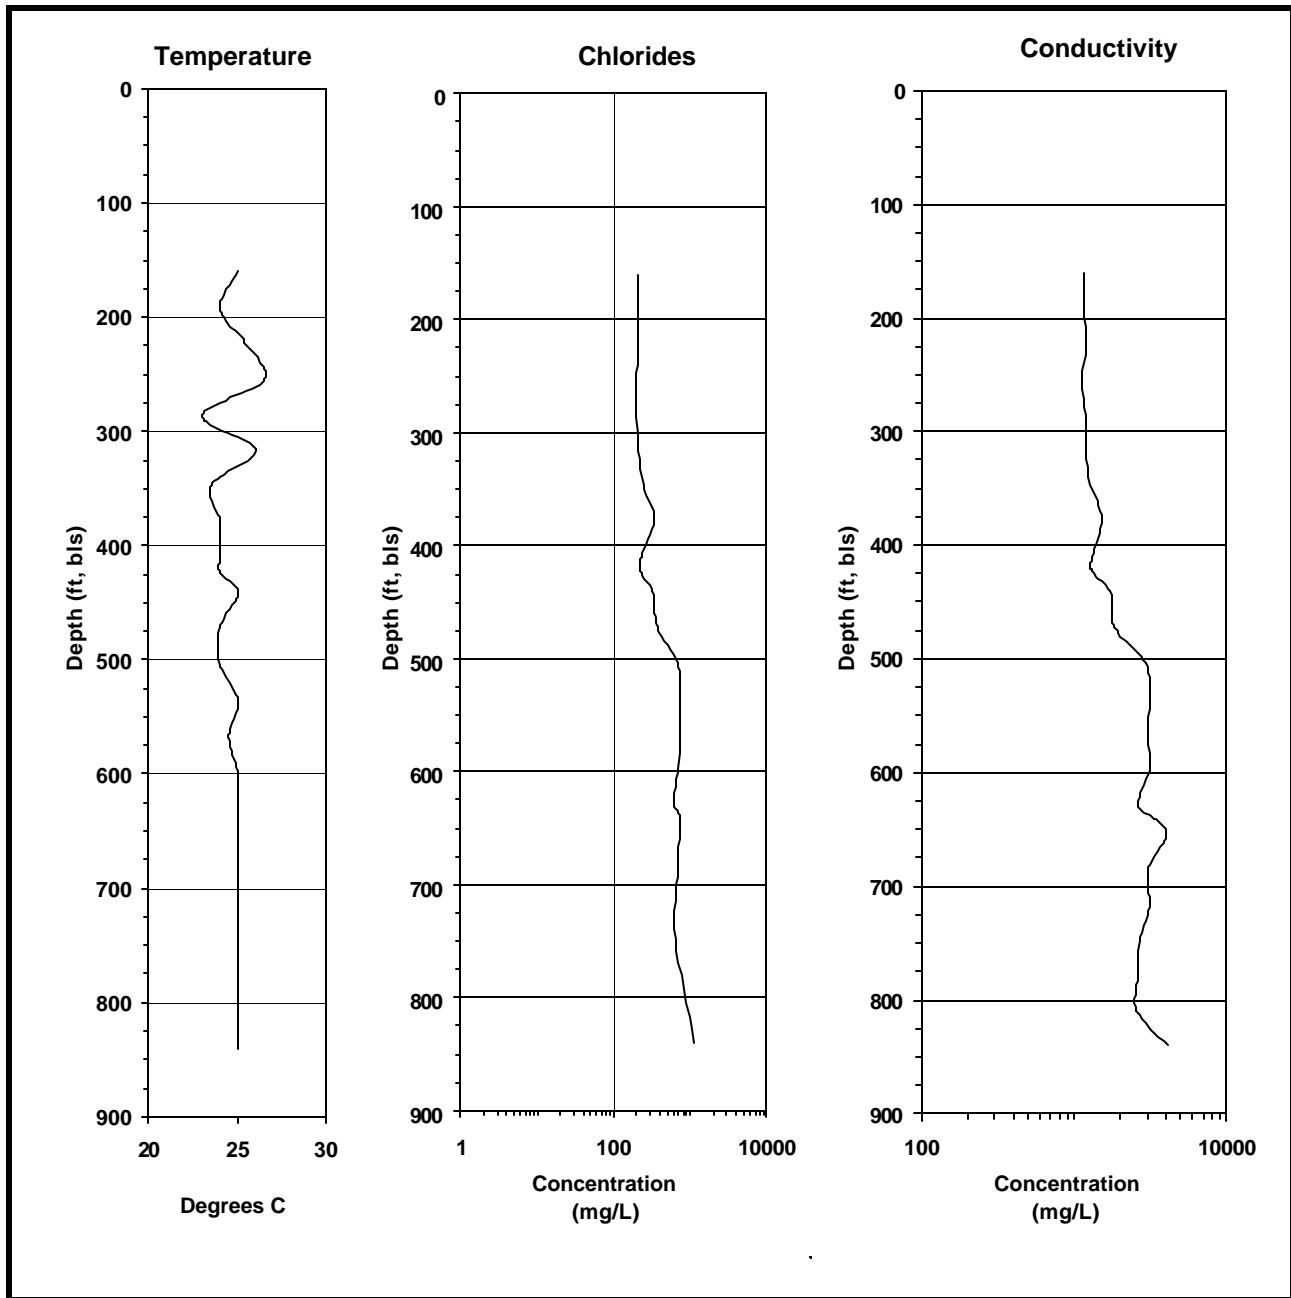 Temperature
0
100
200
300
400
500
600
700
800
900
Depth (ft, bls)
20 25 30
Degrees C
Chlorides
0
100
200
300
400
500
600
700
800
900
Depth (ft, bls)
1 100 10000
Concentration
(mg/L)
Conductivity
0
100
200
300
400
500
600
700
800
900
Depth (ft, bls)
100 10000
Concentration
(mg/L)